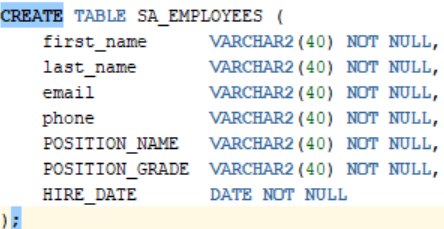 CREATE TABLE SA_EMPLOYEES (
    first_name      VARCHAR2(40) NOT NULL,
    last_name       VARCHAR2(40) NOT NULL,
    email           VARCHAR2(40) NOT NULL,
    phone           VARCHAR2(40) NOT NULL,
    POSITION_NAME   VARCHAR2(40) NOT NULL,
    POSITION_GRADE  VARCHAR2(40) NOT NULL,
    HIRE_DATE       DATE NOT NULL
);